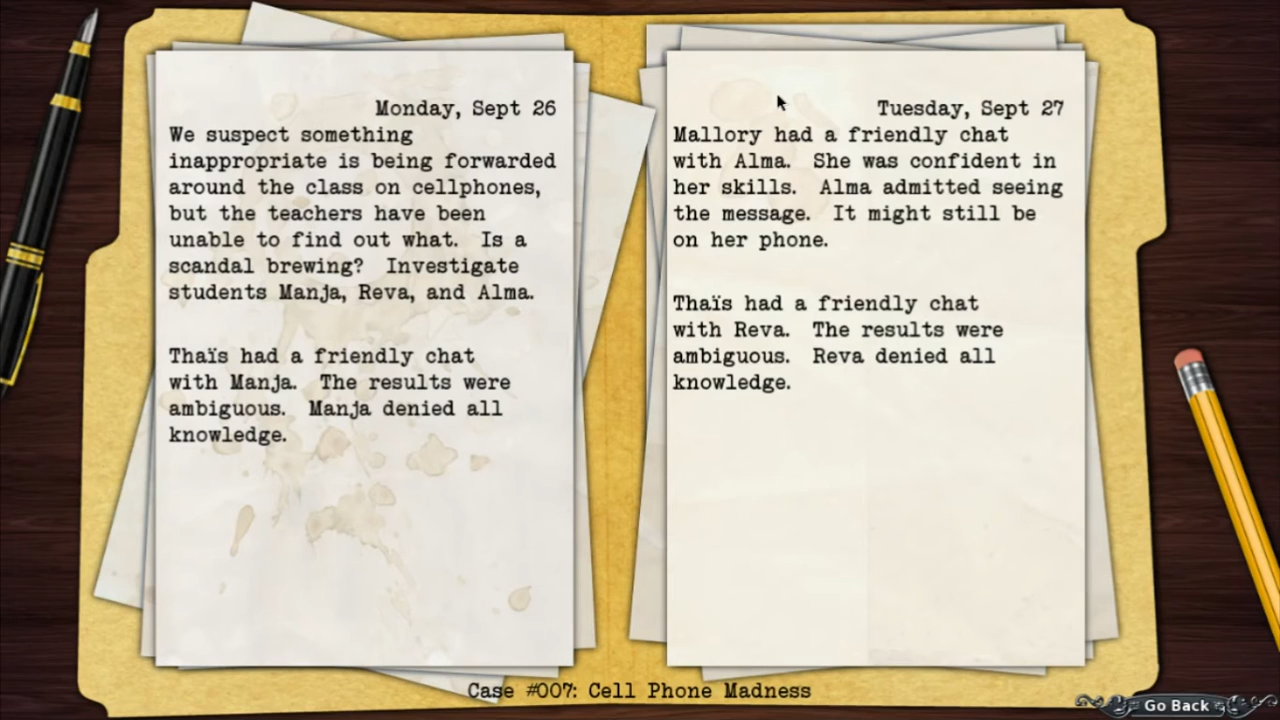 Monday, Sept 26
We suspect something
inappropriate is being forwarded
around the class on cellphones,
but the teachers have been
unable to find out what.  Is a
scandal brewing?  Investigate
students Manja, Reva, and Alma.
Thaïs had a friendly chat
with Manja.  The results were
ambiguous.  Manja denied all
knowledge.
Tuesday, Sept 27
Mallory had a friendly chat
with Alma.  She was confident in
her skills.  Alma admitted seeing
the message.  It might still be
on her phone.
Thaïs had a friendly chat
with Reva.  The results were
ambiguous.  Reva denied all
knowledge.
Case #007: Cell Phone Madness
Go Back